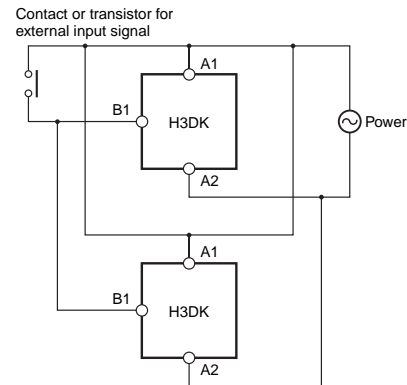 Contact or transistor for
external input signal
A1
B1
H3DK
Power
A2
A1
B1
H3DK
A2